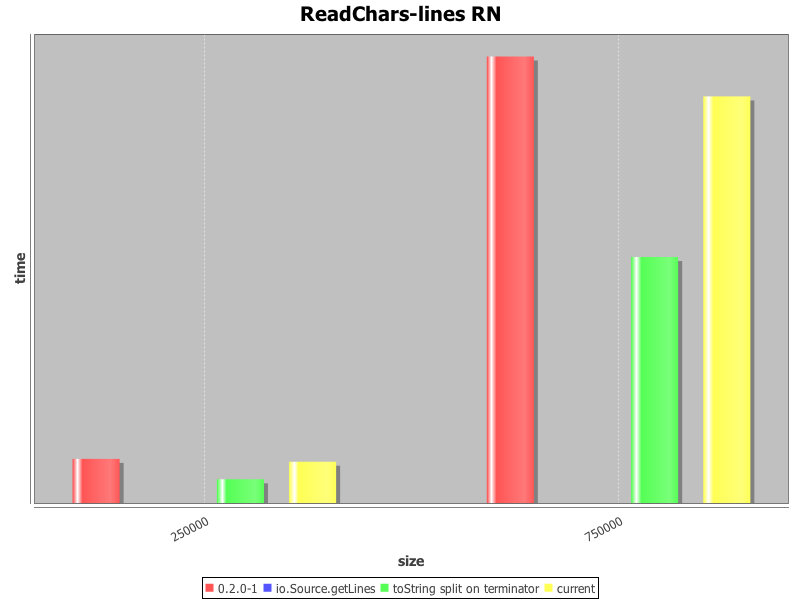 ReadChars-lines RN
time
250000
750000
size
0.2.0-1 io.Source.getLines toString split on terminator current